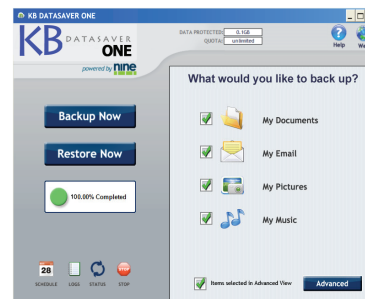 KB DATASAVER ONE
KB DATASAVER
ONE
powered by nine
DATA PROTECTED: 0.1GB
QUOTA: unlimited
Help
What would you like to back up?
Backup Now
Restore Now
100.00% Completed
My Documents
My Email
My Pictures
My Music
28
SCHEDULE LOGS STATUS STOP
Items selected in Advanced View
Advanced